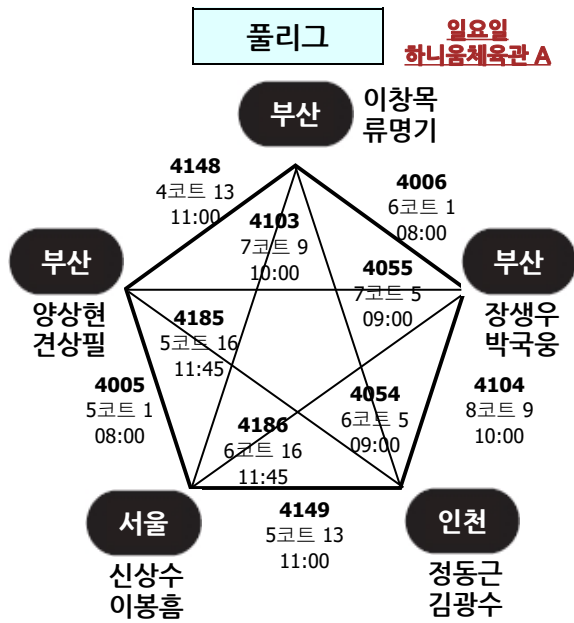 풀리그
일요일
하니움체육관 A
부산
이창목
류명기
4148
4코트 13
11:00
4006
6코트 1
08:00
4103
7코트 9
10:00
부산
양상현
견상필
4055
7코트 5
09:00
부산
장생우
박국웅
4185
5코트 16
11:45
4005
5코트 1
08:00
4054
6코트 5
09:00
4104
8코트 9
10:00
4186
6코트 16
11:45
서울
신상수
이봉흠
4149
5코트 13
11:00
인천
정동근
김광수